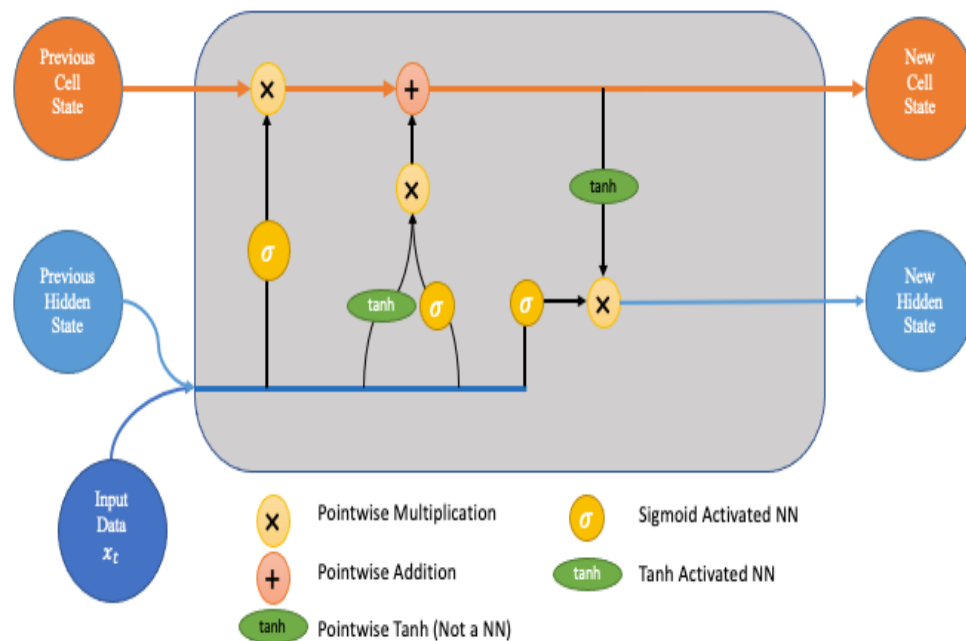 Previous
Cell
State
New
Cell
State
×
+
×
tanh
σ
Previous
Hidden
State
tanh
σ
σ
×
New
Hidden
State
Input
Data
xₜ
× Pointwise Multiplication
σ Sigmoid Activated NN
+ Pointwise Addition
tanh Tanh Activated NN
tanh Pointwise Tanh (Not a NN)